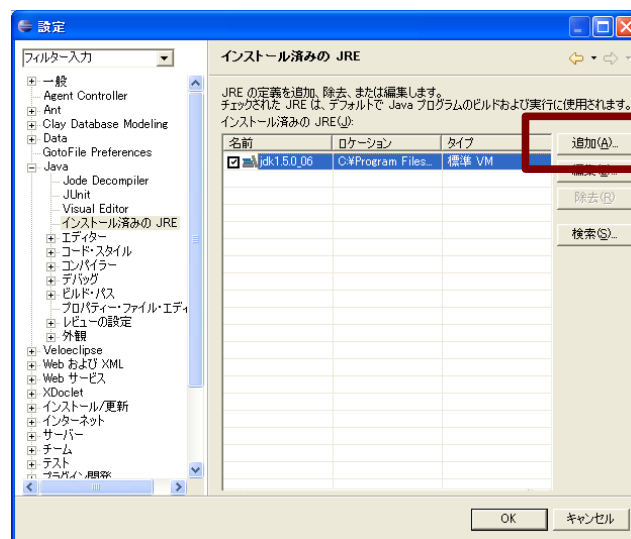 設定
フィルター入力
一般
Agent Controller
Ant
Clay Database Modeling
Data
GotoFile Preferences
Java
Jode Decompiler
JUnit
Visual Editor
インストール済みの JRE
エディター
コード・スタイル
コンパイラー
デバッグ
ビルド・パス
プロパティー・ファイル・エディ
レビューの設定
外観
Veloeclipse
Web および XML
Web サービス
XDoclet
インストール/更新
インターネット
サーバー
チーム
テスト
プラグイン開発
インストール済みの JRE
JRE の定義を追加、除去、または編集します。
チェックされた JRE は、デフォルトで Java プログラムのビルドおよび実行に使用されます。
インストール済みの JRE(J):
名前 ロケーション タイプ
jdk1.5.0_06 C:¥Program Files... 標準 VM
追加(A)...
除去(R)
検索(S)...
OK キャンセル